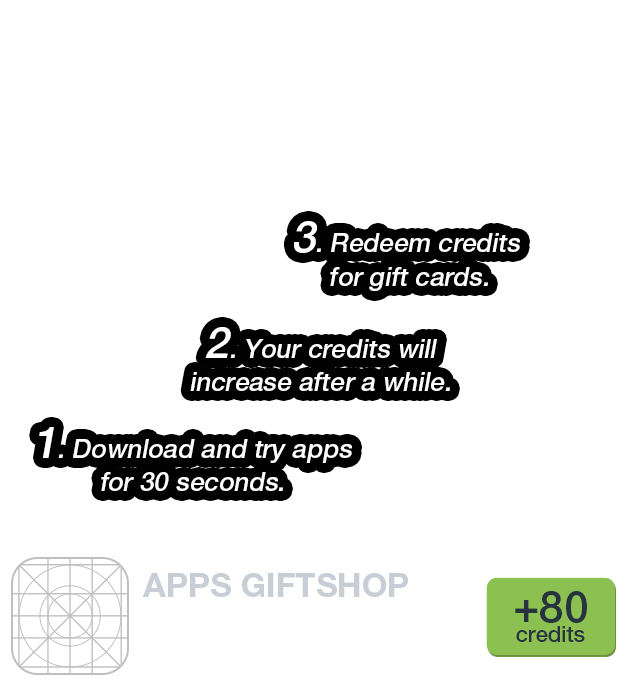 3. Redeem credits
for gift cards.
2. Your credits will
increase after a while.
1. Download and try apps
for 30 seconds.
APPS GIFTSHOP
+80
credits